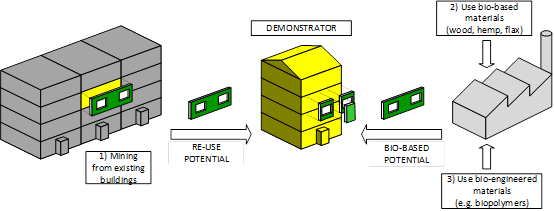 2) Use bio-based
materials
(wood, hemp, flax)
DEMONSTRATOR
1) Mining
from existing
buildings
RE-USE
POTENTIAL
BIO-BASED
POTENTIAL
3) Use bio-engineered
materials
(e.g. biopolymers)